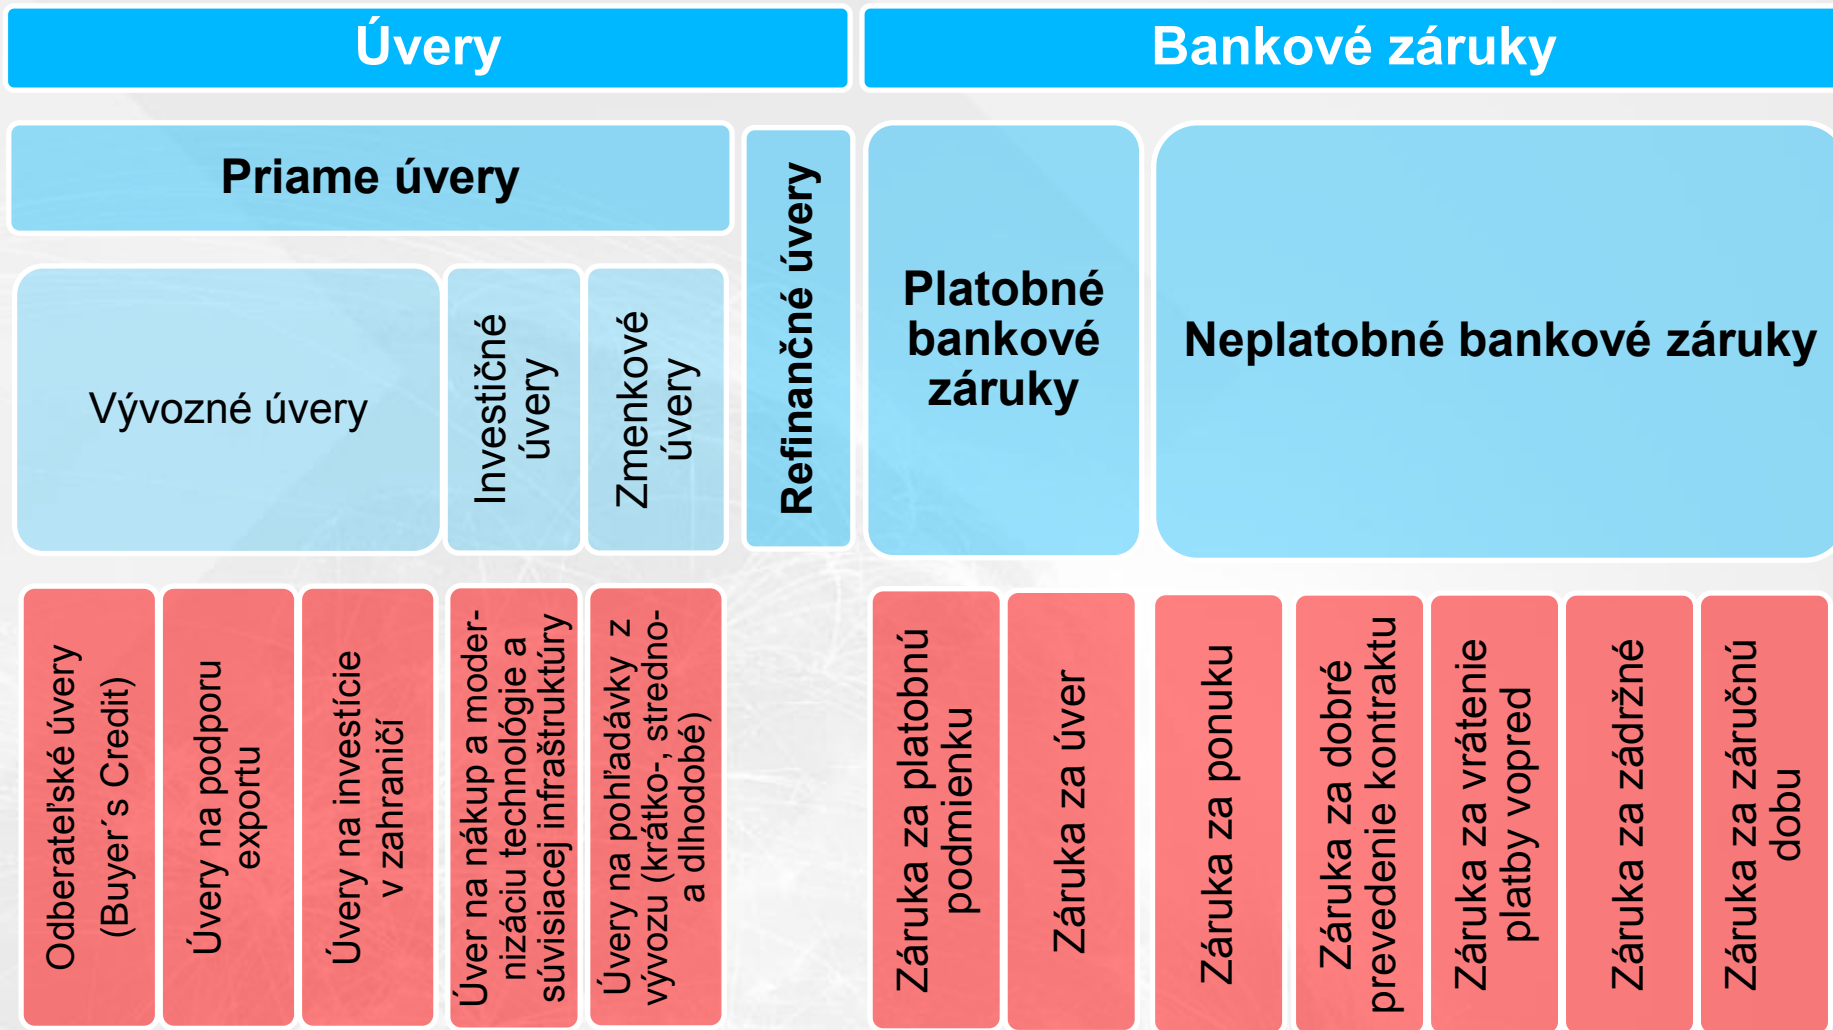 Úvery
Bankové záruky
Priame úvery
Refinančné úvery
Platobné
bankové
záruky
Neplatobné bankové záruky
Vývozné úvery
Investičné
úvery
Zmenkové
úvery
Odberateľské úvery
(Buyer´s Credit)
Úvery na podporu
exportu
Úvery na investície
v zahraničí
Úver na nákup a moder-
nizáciu technológie a
súvisiacej infraštruktúry
Úvery na pohľadávky z
vývozu (krátko-, stredno-
a dlhodobé)
Záruka za platobnú
podmienku
Záruka za úver
Záruka za ponuku
Záruka za dobré
prevedenie kontraktu
Záruka za vrátenie
platby vopred
Záruka za zádržné
Záruka za záručnú
dobu